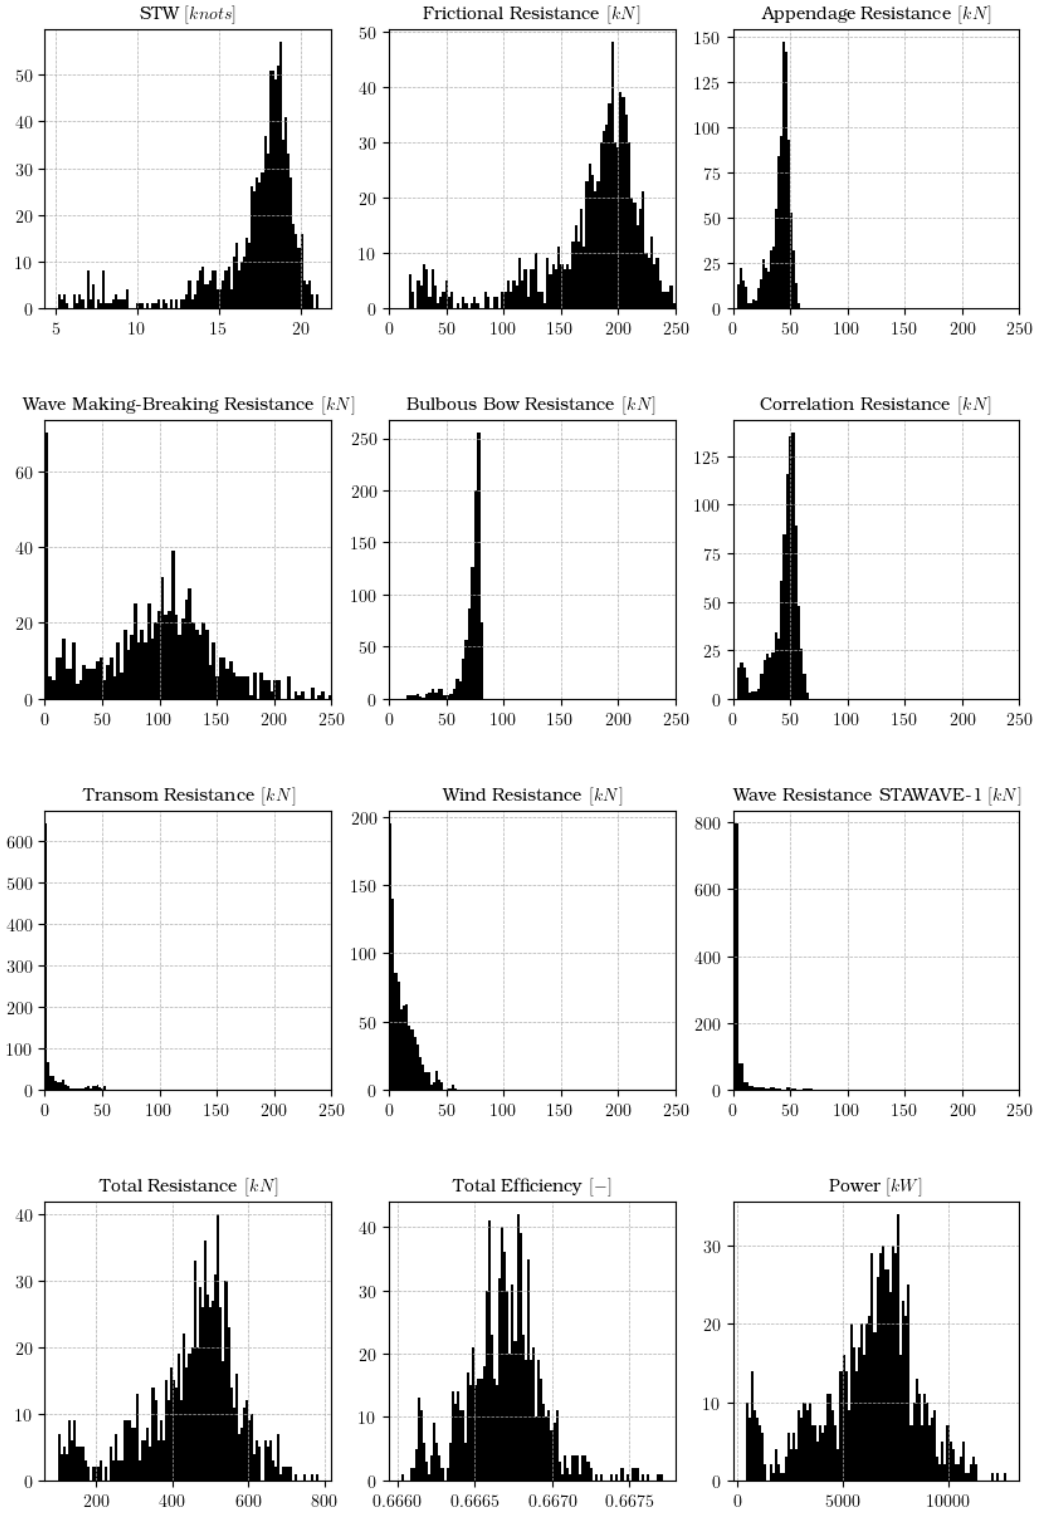 STW [knots]
Frictional Resistance [kN]
Appendage Resistance [kN]
50
40
30
20
10
0
5 10 15 20
50
40
30
20
10
0
0 50 100 150 200 250
150
125
100
75
50
25
0
0 50 100 150 200 250
Wave Making-Breaking Resistance [kN]
Bulbous Bow Resistance [kN]
Correlation Resistance [kN]
60
40
20
0
0 50 100 150 200 250
250
200
150
100
50
0
0 50 100 150 200 250
125
100
75
50
25
0
0 50 100 150 200 250
Transom Resistance [kN]
Wind Resistance [kN]
Wave Resistance STAWAVE-1 [kN]
600
500
400
300
200
100
0
0 50 100 150 200 250
200
150
100
50
0
0 50 100 150 200 250
800
600
400
200
0
0 50 100 150 200 250
Total Resistance [kN]
Total Efficiency [−]
Power [kW]
40
30
20
10
0
200 400 600 800
40
30
20
10
0
0.6660 0.6665 0.6670 0.6675
30
20
10
0
0 5000 10000